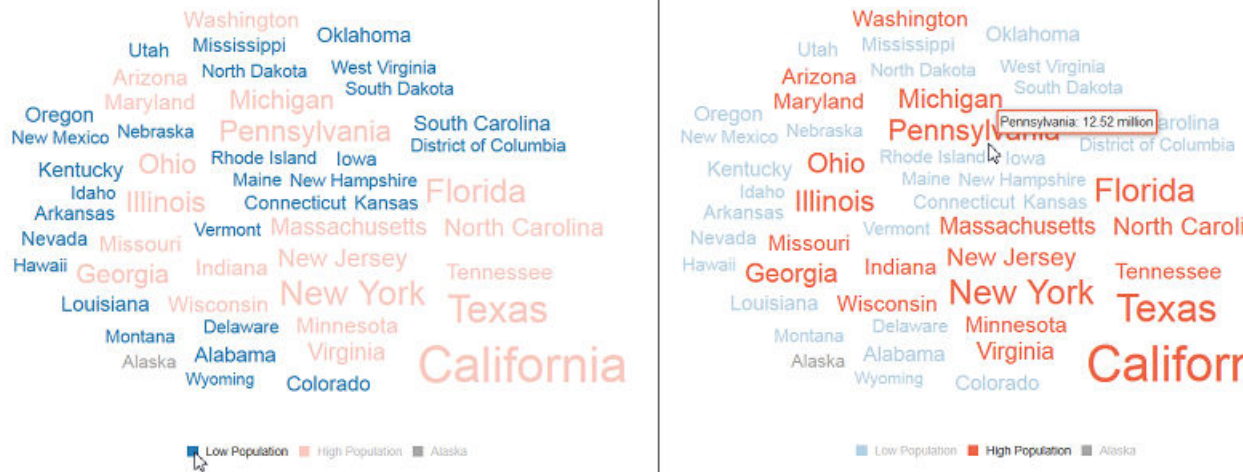 Washington
Oklahoma
Utah Mississippi
North Dakota West Virginia
Arizona South Dakota
Maryland Michigan
Oregon
New Mexico Nebraska Pennsylvania South Carolina
District of Columbia
Kentucky Ohio Rhode Island Iowa
Idaho Maine New Hampshire Florida
Arkansas Illinois Connecticut Kansas
Nevada Missouri Vermont Massachusetts North Carolina
Hawaii Georgia Indiana New Jersey Tennessee
Louisiana Wisconsin New York Texas
Montana Delaware Minnesota
Alaska Alabama Virginia California
Wyoming Colorado
Low Population High Population Alaska
Washington
Oklahoma
Utah Mississippi
North Dakota West Virginia
Arizona South Dakota
Maryland Michigan
Oregon Pennsylvania: 12.52 million
New Mexico Nebraska Pennsylvania arolina
District of Columbia
Kentucky Ohio Rhode Island Iowa
Idaho Maine New Hampshire Florida
Arkansas Illinois Connecticut Kansas
Nevada Missouri Vermont Massachusetts North Caroli
Hawaii Georgia Indiana New Jersey Tennessee
Louisiana Wisconsin New York Texas
Montana Delaware Minnesota
Alaska Alabama Virginia Californ
Wyoming Colorado
Low Population High Population Alaska